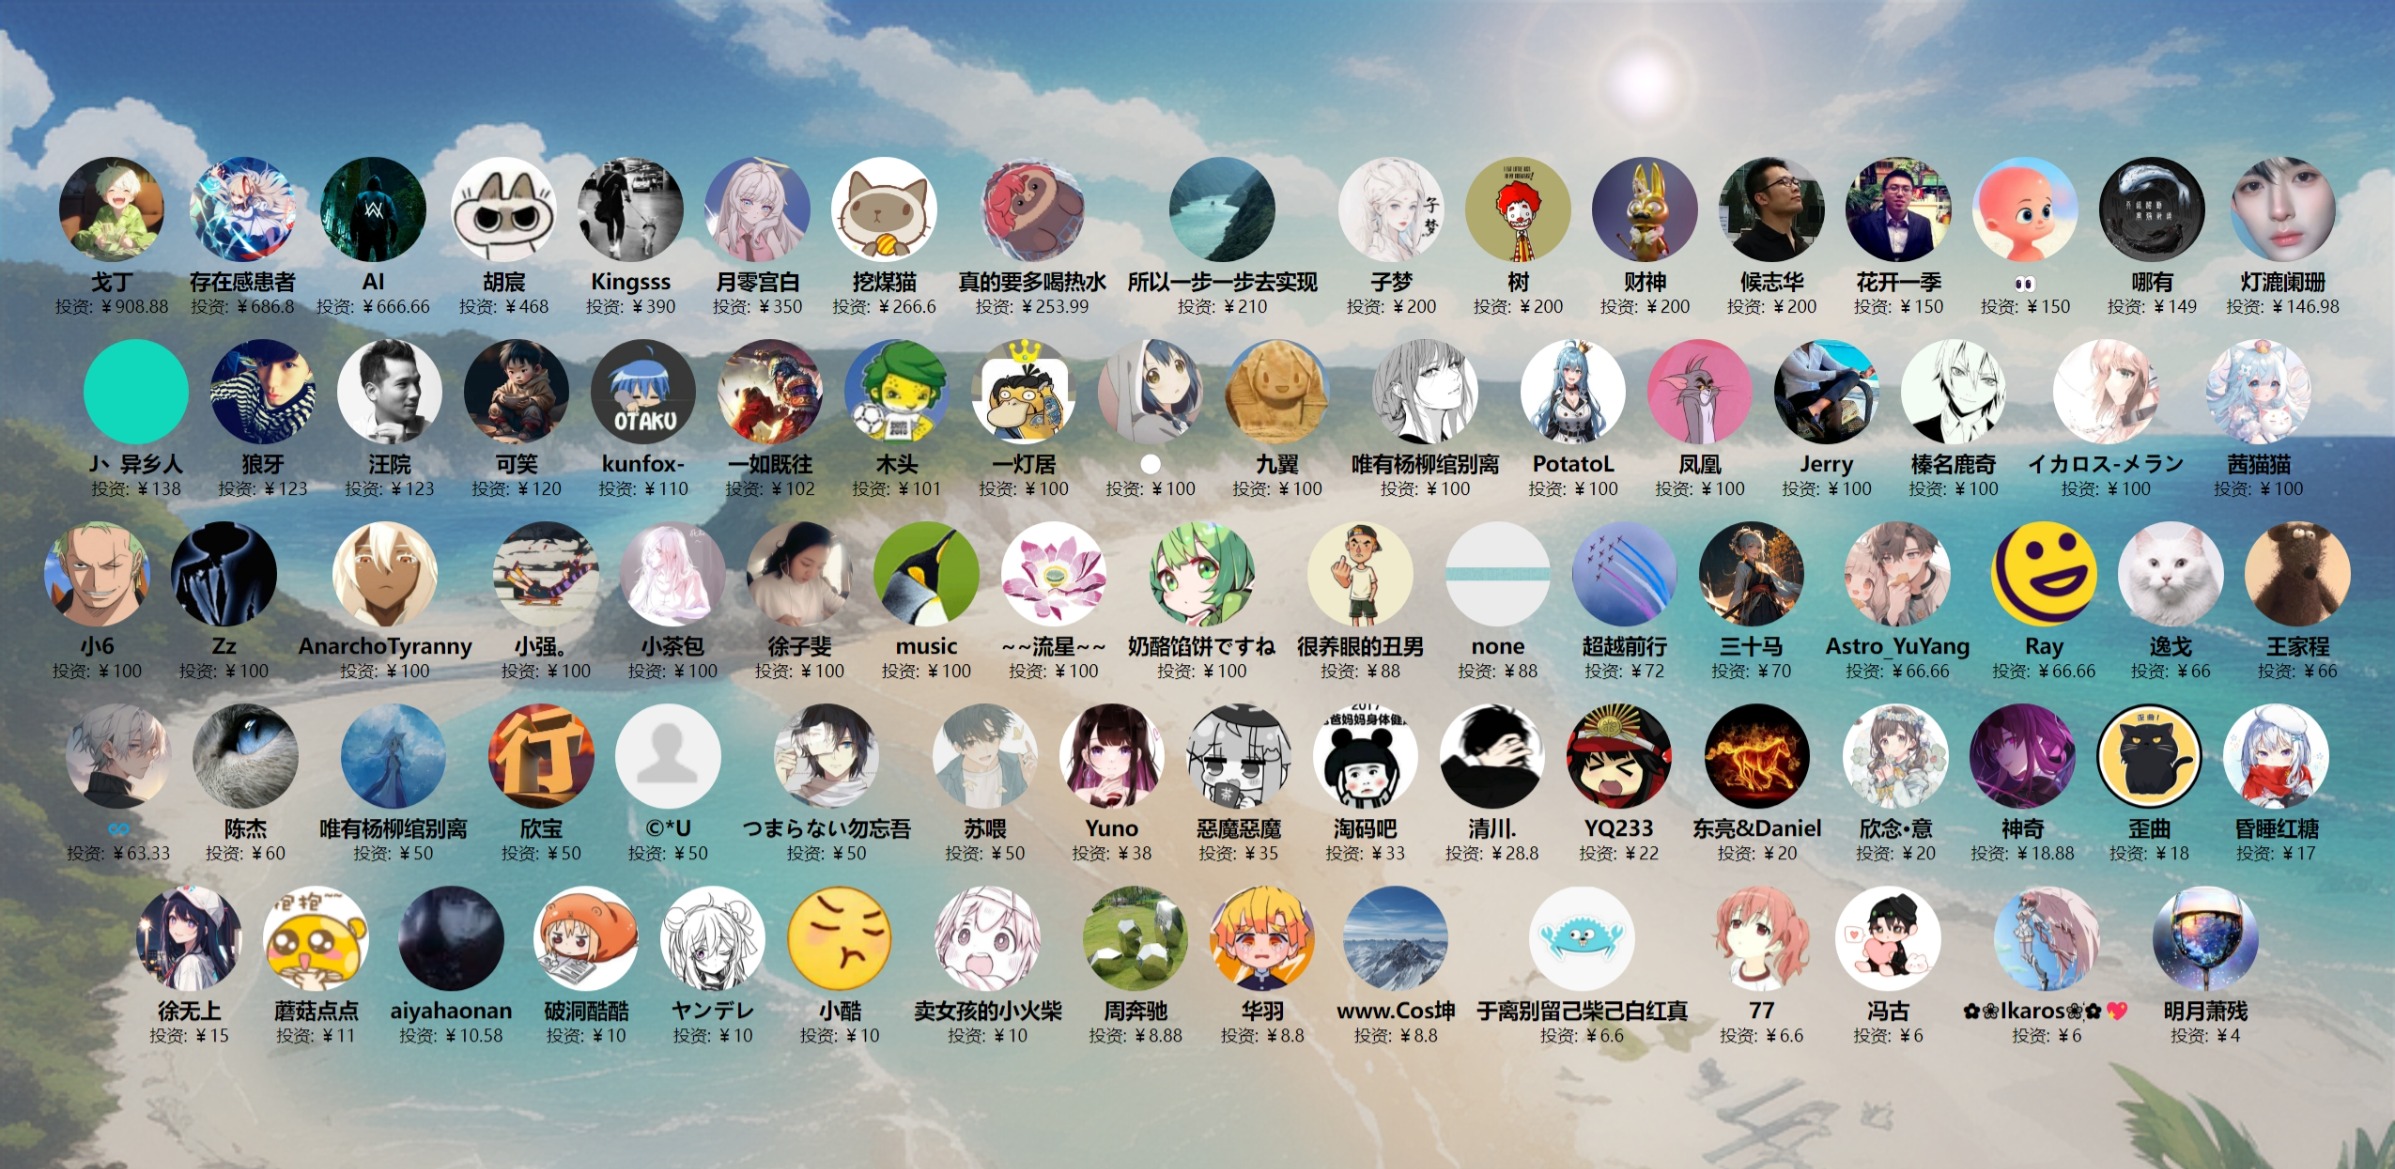 戈丁
投资: ¥908.88
存在感患者
投资: ¥686.8
AI
投资: ¥666.66
胡宸
投资: ¥468
Kingsss
投资: ¥390
月零宫白
投资: ¥350
挖煤猫
投资: ¥266.6
真的要多喝热水
投资: ¥253.99
所以一步一步去实现
投资: ¥210
子梦
子梦
投资: ¥200
树
投资: ¥200
财神
投资: ¥200
候志华
投资: ¥200
花开一季
投资: ¥150
👀
投资: ¥150
哪有
投资: ¥149
灯漉阑珊
投资: ¥146.98
J、异乡人
投资: ¥138
狼牙
投资: ¥123
汪院
投资: ¥123
可笑
投资: ¥120
OTAKU
kunfox-
投资: ¥110
一如既往
投资: ¥102
木头
投资: ¥101
一灯居
投资: ¥100
投资: ¥100
九翼
投资: ¥100
唯有杨柳绾别离
投资: ¥100
PotatoL
投资: ¥100
凤凰
投资: ¥100
Jerry
投资: ¥100
榛名鹿奇
投资: ¥100
イカロス-メラン
投资: ¥100
茜猫猫
投资: ¥100
小6
投资: ¥100
Zz
投资: ¥100
AnarchoTyranny
投资: ¥100
小强。
投资: ¥100
小茶包
投资: ¥100
徐子斐
投资: ¥100
music
投资: ¥100
~~流星~~
投资: ¥100
奶酪馅饼ですね
投资: ¥100
很养眼的丑男
投资: ¥88
none
投资: ¥88
超越前行
投资: ¥72
三十马
投资: ¥70
Astro_YuYang
投资: ¥66.66
Ray
投资: ¥66.66
逸戈
投资: ¥66
王家程
投资: ¥66
∞
投资: ¥63.33
陈杰
投资: ¥60
唯有杨柳绾别离
投资: ¥50
行
欣宝
投资: ¥50
©*U
投资: ¥50
つまらない勿忘吾
投资: ¥50
苏喂
投资: ¥50
Yuno
投资: ¥38
茶
惡魔惡魔
投资: ¥35
2017
爸妈妈身体健
淘码吧
投资: ¥33
清川.
投资: ¥28.8
YQ233
投资: ¥22
东亮&Daniel
投资: ¥20
欣念•意
投资: ¥20
神奇
投资: ¥18.88
歪曲!
歪曲
投资: ¥18
昏睡红糖
投资: ¥17
徐无上
投资: ¥15
抱抱~~
蘑菇点点
投资: ¥11
aiyahaonan
投资: ¥10.58
破洞酷酷
投资: ¥10
ヤンデレ
投资: ¥10
小酷
投资: ¥10
卖女孩的小火柴
投资: ¥10
周奔驰
投资: ¥8.88
华羽
投资: ¥8.8
www.Cos坤
投资: ¥8.8
于离别留己柴己白红真
投资: ¥6.6
77
投资: ¥6.6
冯古
投资: ¥6
✿❀Ikaros❀✿💖
投资: ¥6
明月萧残
投资: ¥4